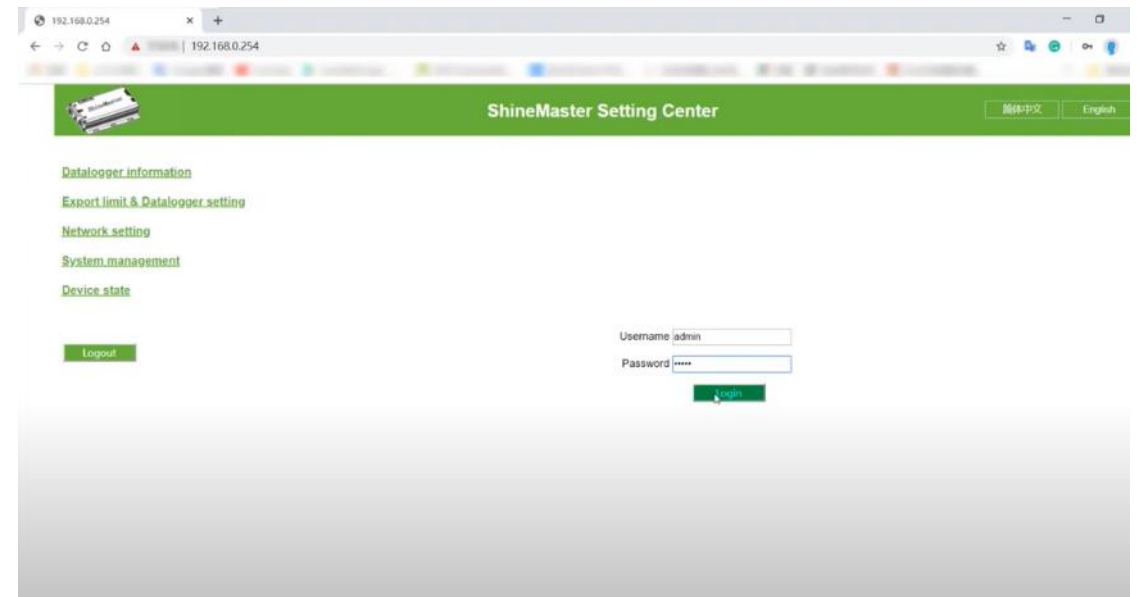 192.168.0.254
192.168.0.254
ShineMaster
ShineMaster Setting Center
简体中文
English
Datalogger information
Export limit & Datalogger setting
Network setting
System management
Device state
Logout
Username admin
Password •••••
Login